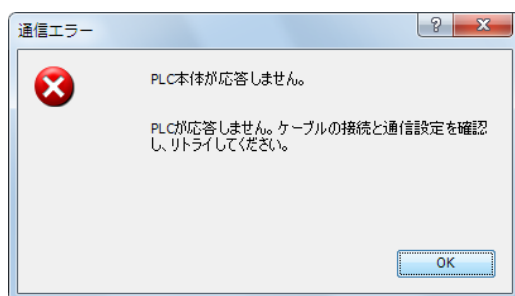 通信エラー
PLC本体が応答しません。
PLCが応答しません。ケーブルの接続と通信設定を確認
し、リトライしてください。
OK